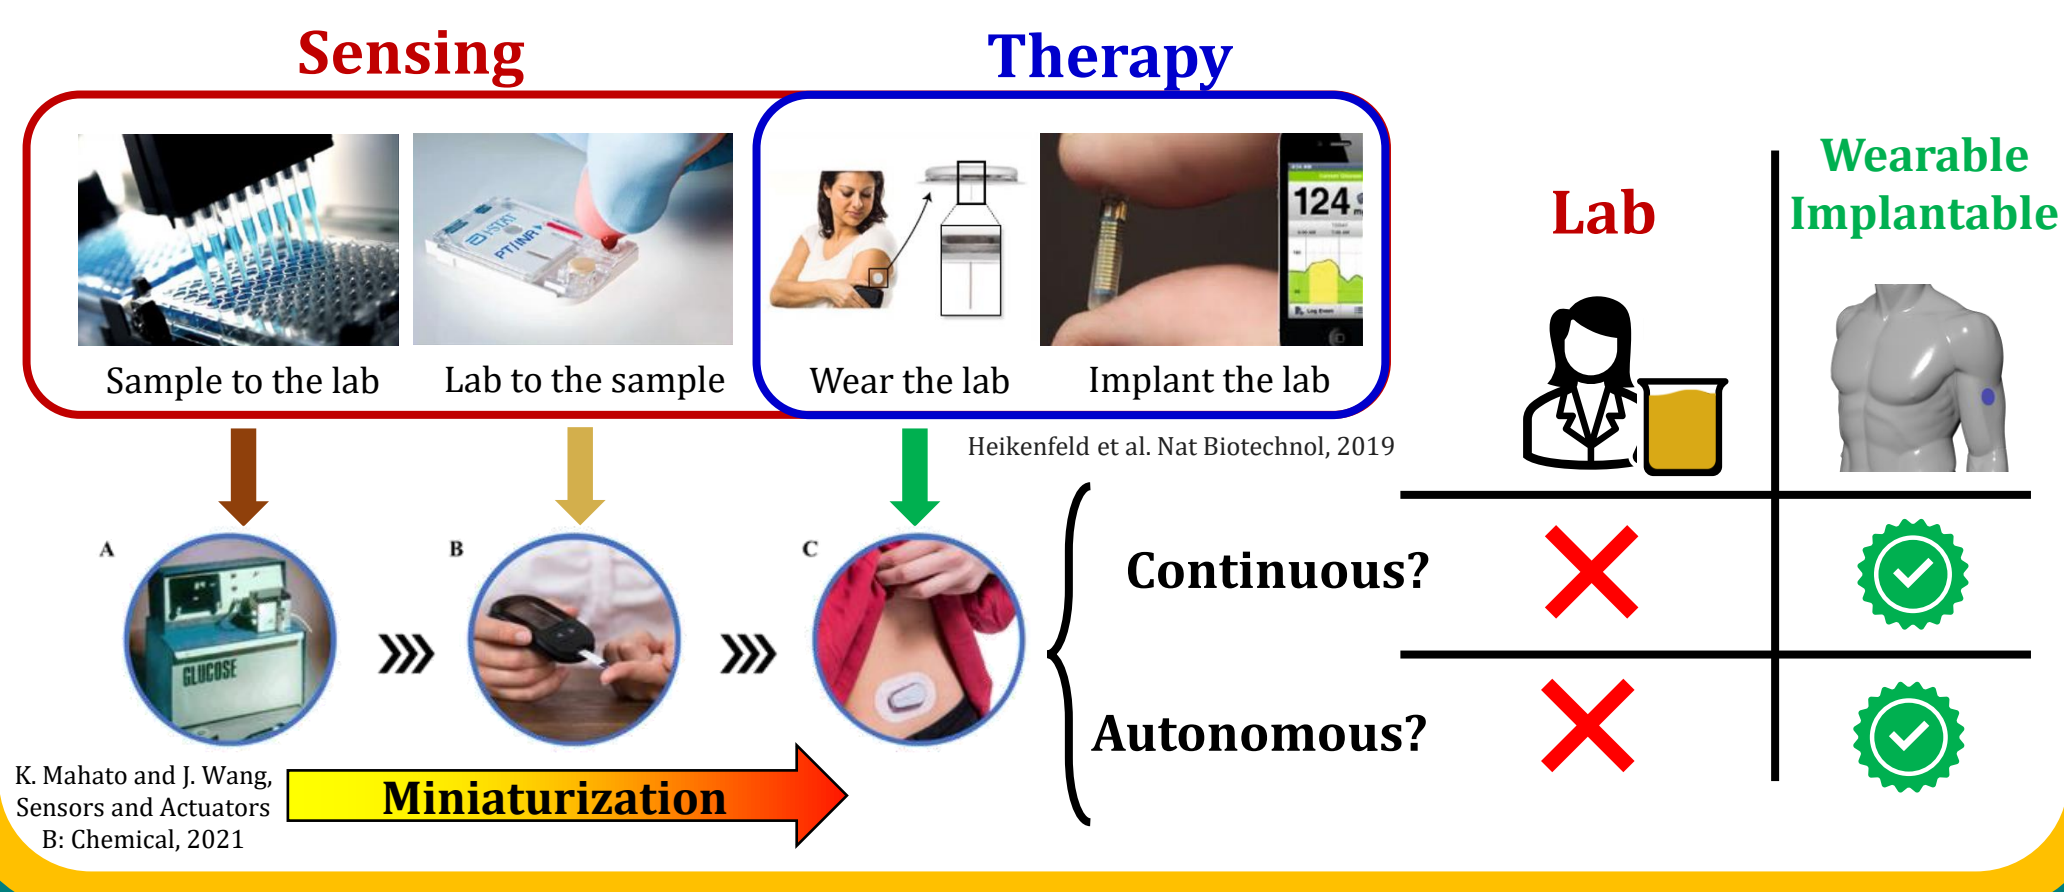 Sensing
Therapy
i-STAT
PT/INR
124
Sample to the lab
Lab to the sample
Wear the lab
Implant the lab
Heikenfeld et al. Nat Biotechnol, 2019
Lab
Wearable
Implantable
A
B
C
GLUCOSE
Continuous?
Autonomous?
K. Mahato and J. Wang,
Sensors and Actuators
B: Chemical, 2021
Miniaturization